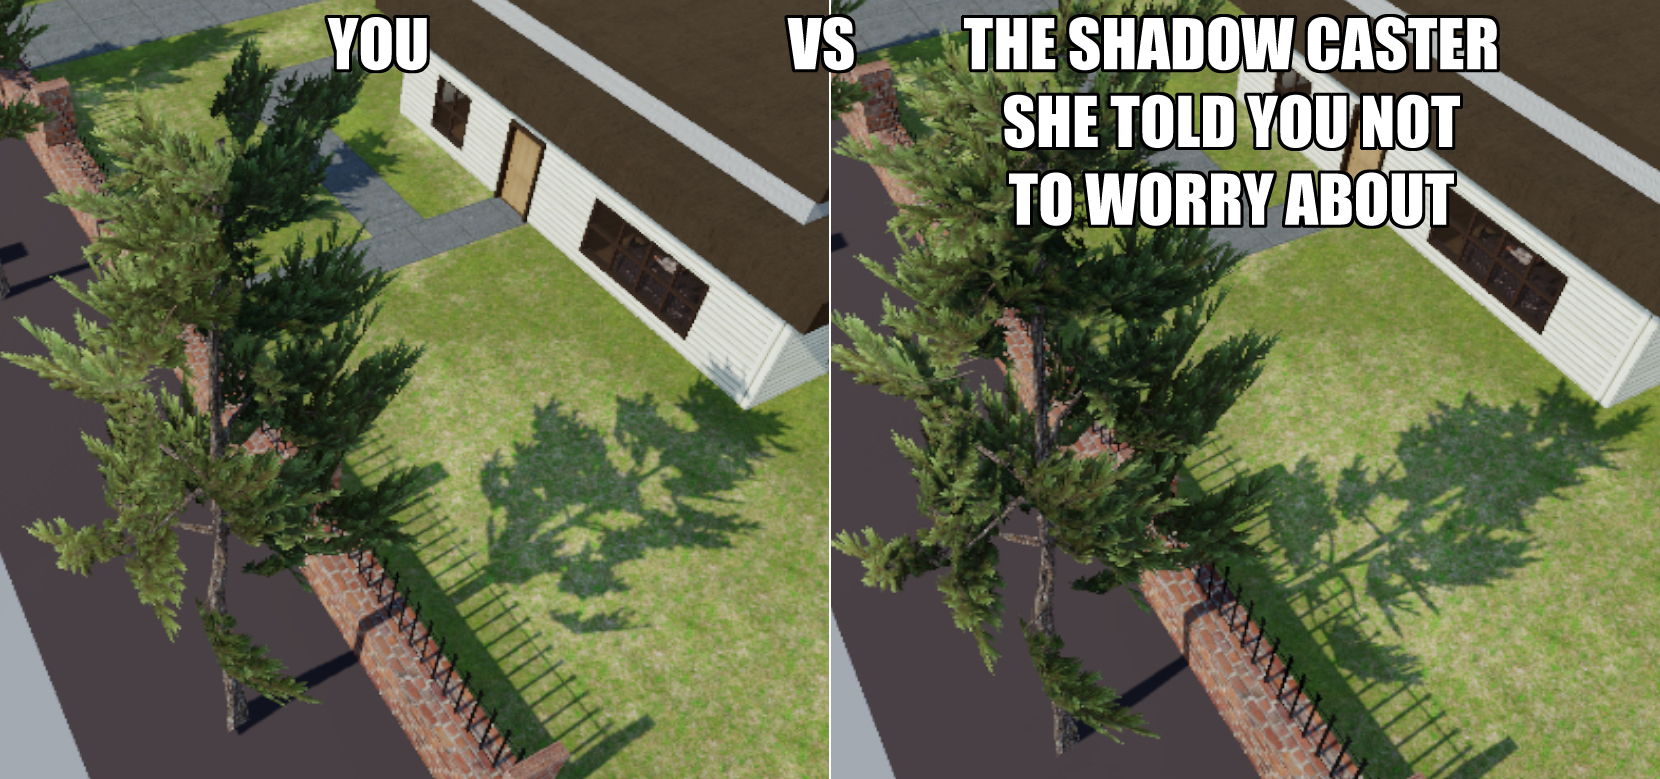 YOU
VS
THE SHADOW CASTER
SHE TOLD YOU NOT
TO WORRY ABOUT